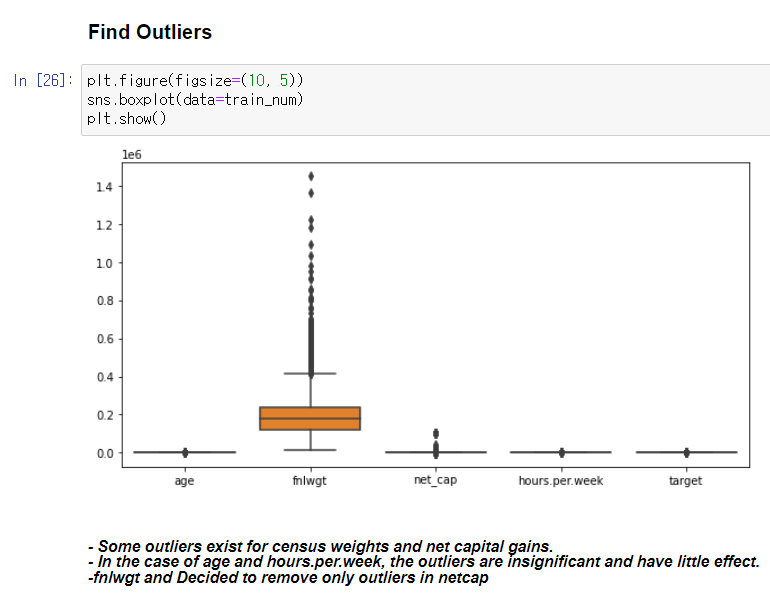 Find Outliers
In [26]: plt.figure(figsize=(10, 5))
sns.boxplot(data=train_num)
plt.show()
1e6
1.4
1.2
1.0
0.8
0.6
0.4
0.2
0.0
age fnlwgt net_cap hours.per.week target
- Some outliers exist for census weights and net capital gains.
- In the case of age and hours.per.week, the outliers are insignificant and have little effect.
-fnlwgt and Decided to remove only outliers in netcap